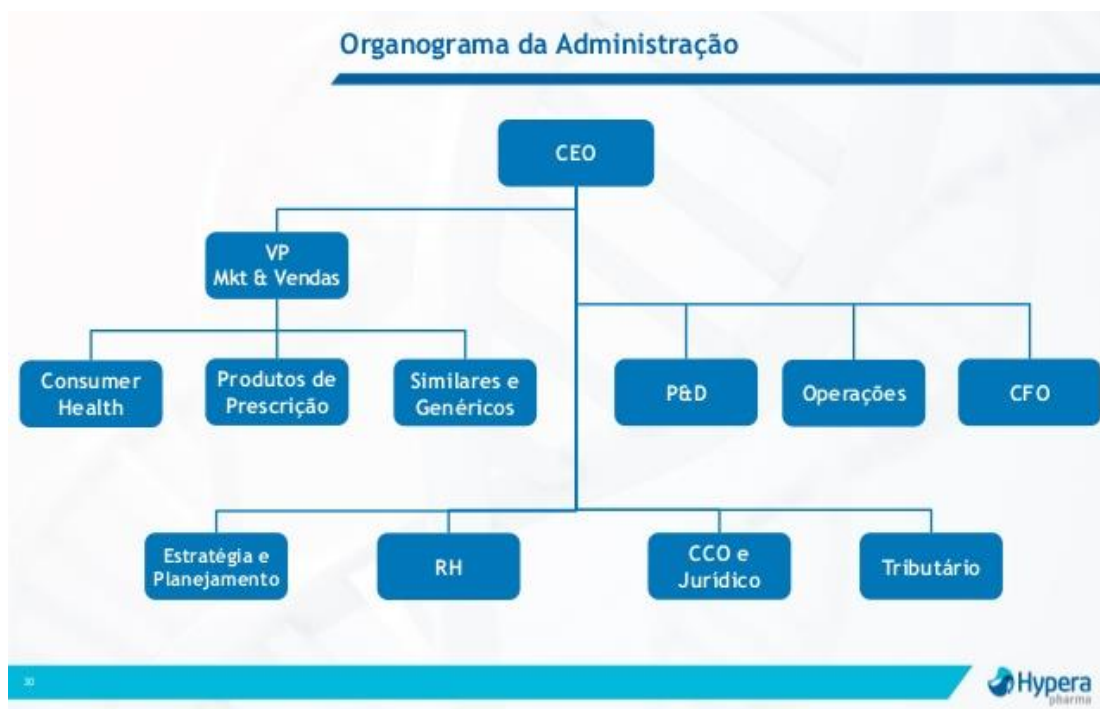 Organograma da Administração
CEO
VP
Mkt & Vendas
Consumer
Health
Produtos de
Prescrição
Similares e
Genéricos
P&D
Operações
CFO
Estratégia e
Planejamento
RH
CCO e
Jurídico
Tributário
30
Hypera
pharma